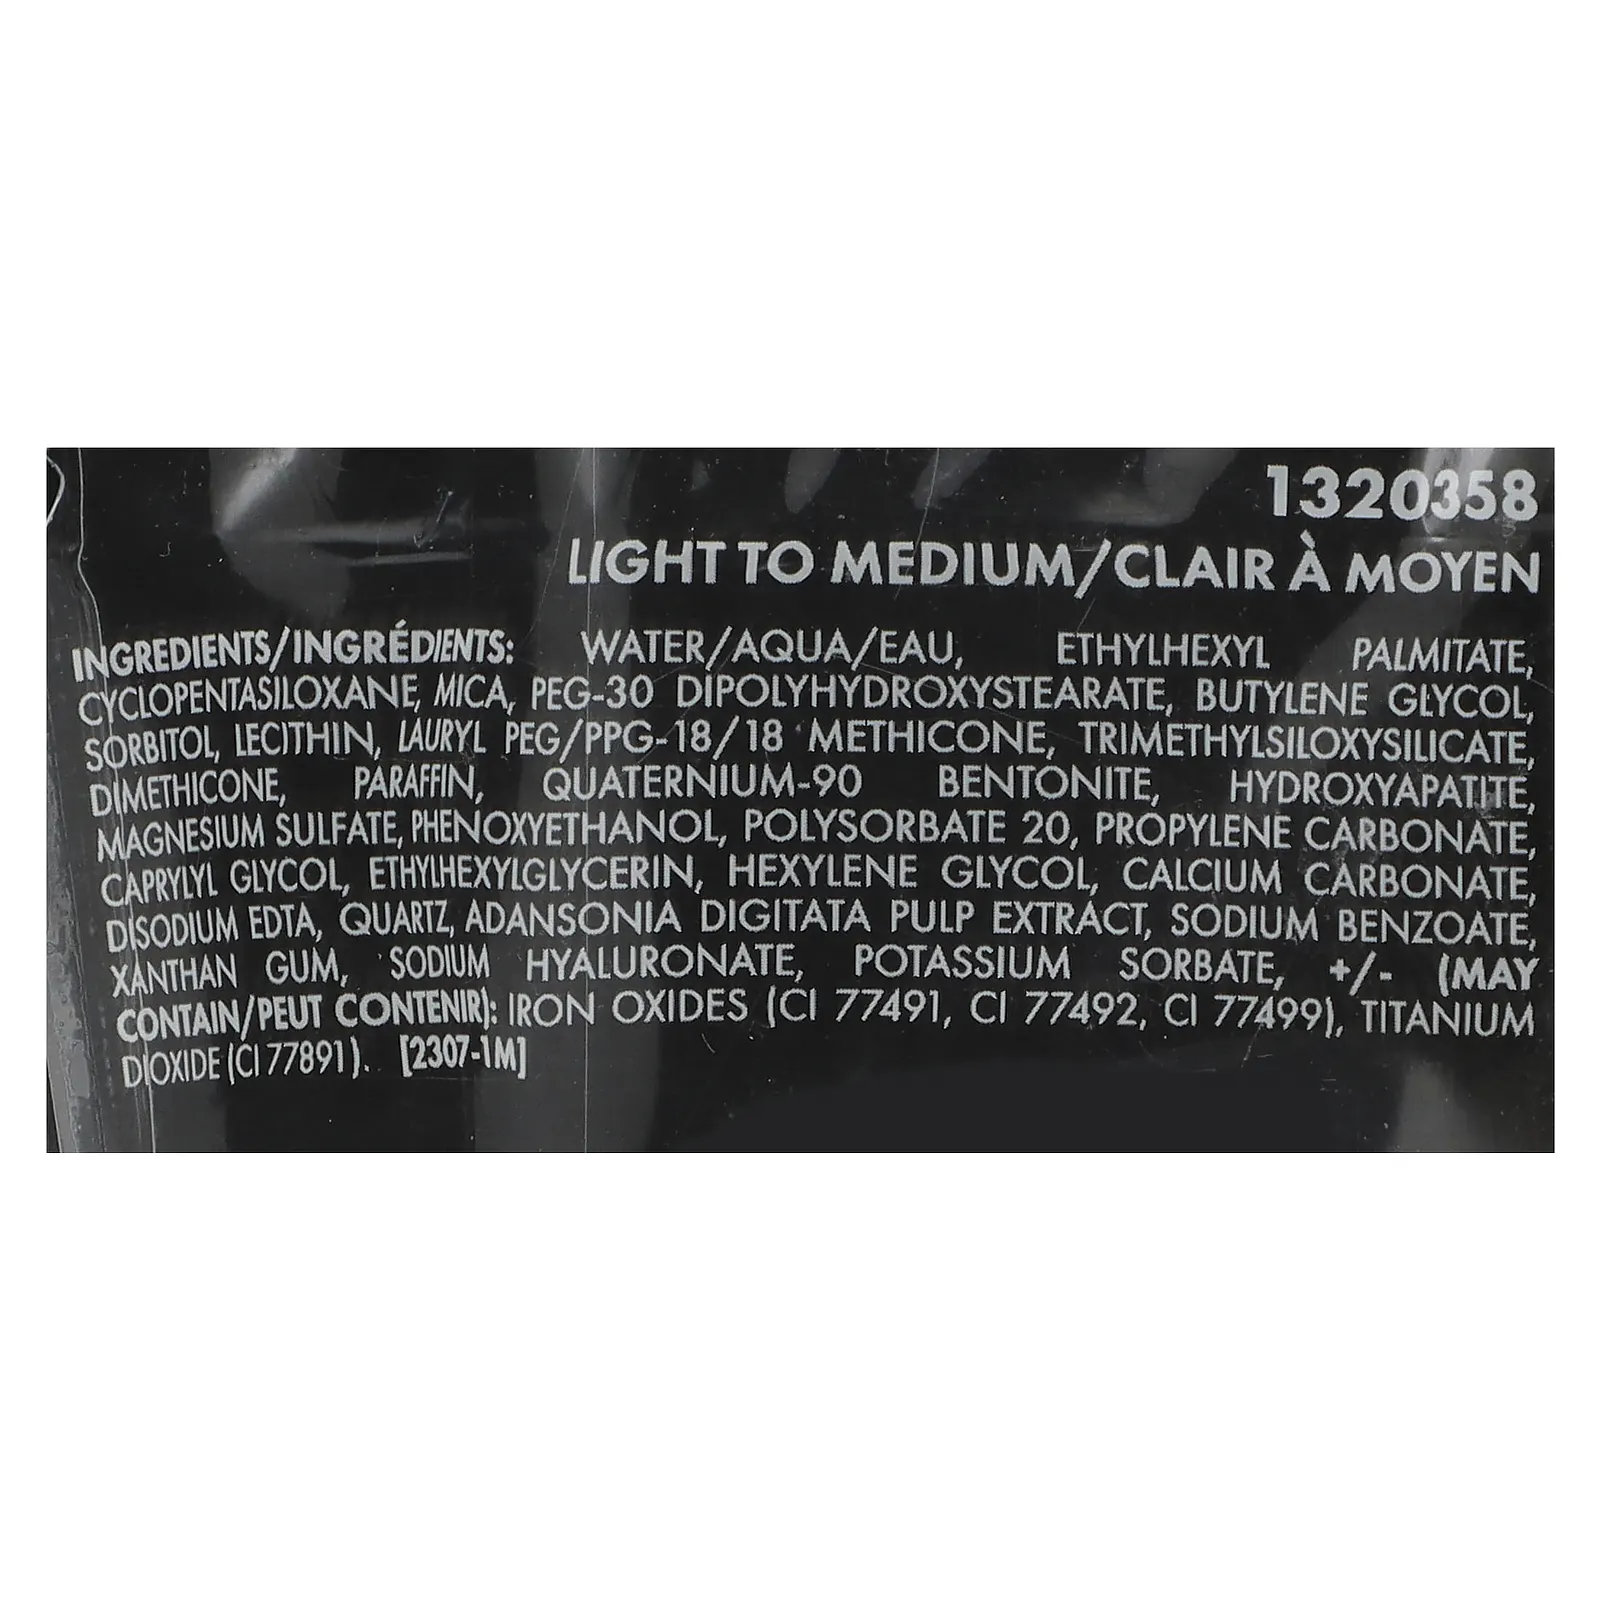 1320358
LIGHT TO MEDIUM/CLAIR À MOYEN
INGREDIENTS/INGRÉDIENTS: WATER/AQUA/EAU, ETHYLHEXYL PALMITATE,
CYCLOPENTASILOXANE, MICA, PEG-30 DIPOLYHYDROXYSTEARATE, BUTYLENE GLYCOL,
SORBITOL, LECITHIN, LAURYL PEG/PPG-18/18 METHICONE, TRIMETHYLSILOXYSILICATE,
DIMETHICONE, PARAFFIN, QUATERNIUM-90 BENTONITE, HYDROXYAPATITE,
MAGNESIUM SULFATE, PHENOXYETHANOL, POLYSORBATE 20, PROPYLENE CARBONATE,
CAPRYLYL GLYCOL, ETHYLHEXYLGLYCERIN, HEXYLENE GLYCOL, CALCIUM CARBONATE,
DISODIUM EDTA, QUARTZ, ADANSONIA DIGITATA PULP EXTRACT, SODIUM BENZOATE,
XANTHAN GUM, SODIUM HYALURONATE, POTASSIUM SORBATE, +/- (MAY
CONTAIN/PEUT CONTENIR): IRON OXIDES (CI 77491, CI 77492, CI 77499), TITANIUM
DIOXIDE (CI 77891). [2307-1M]